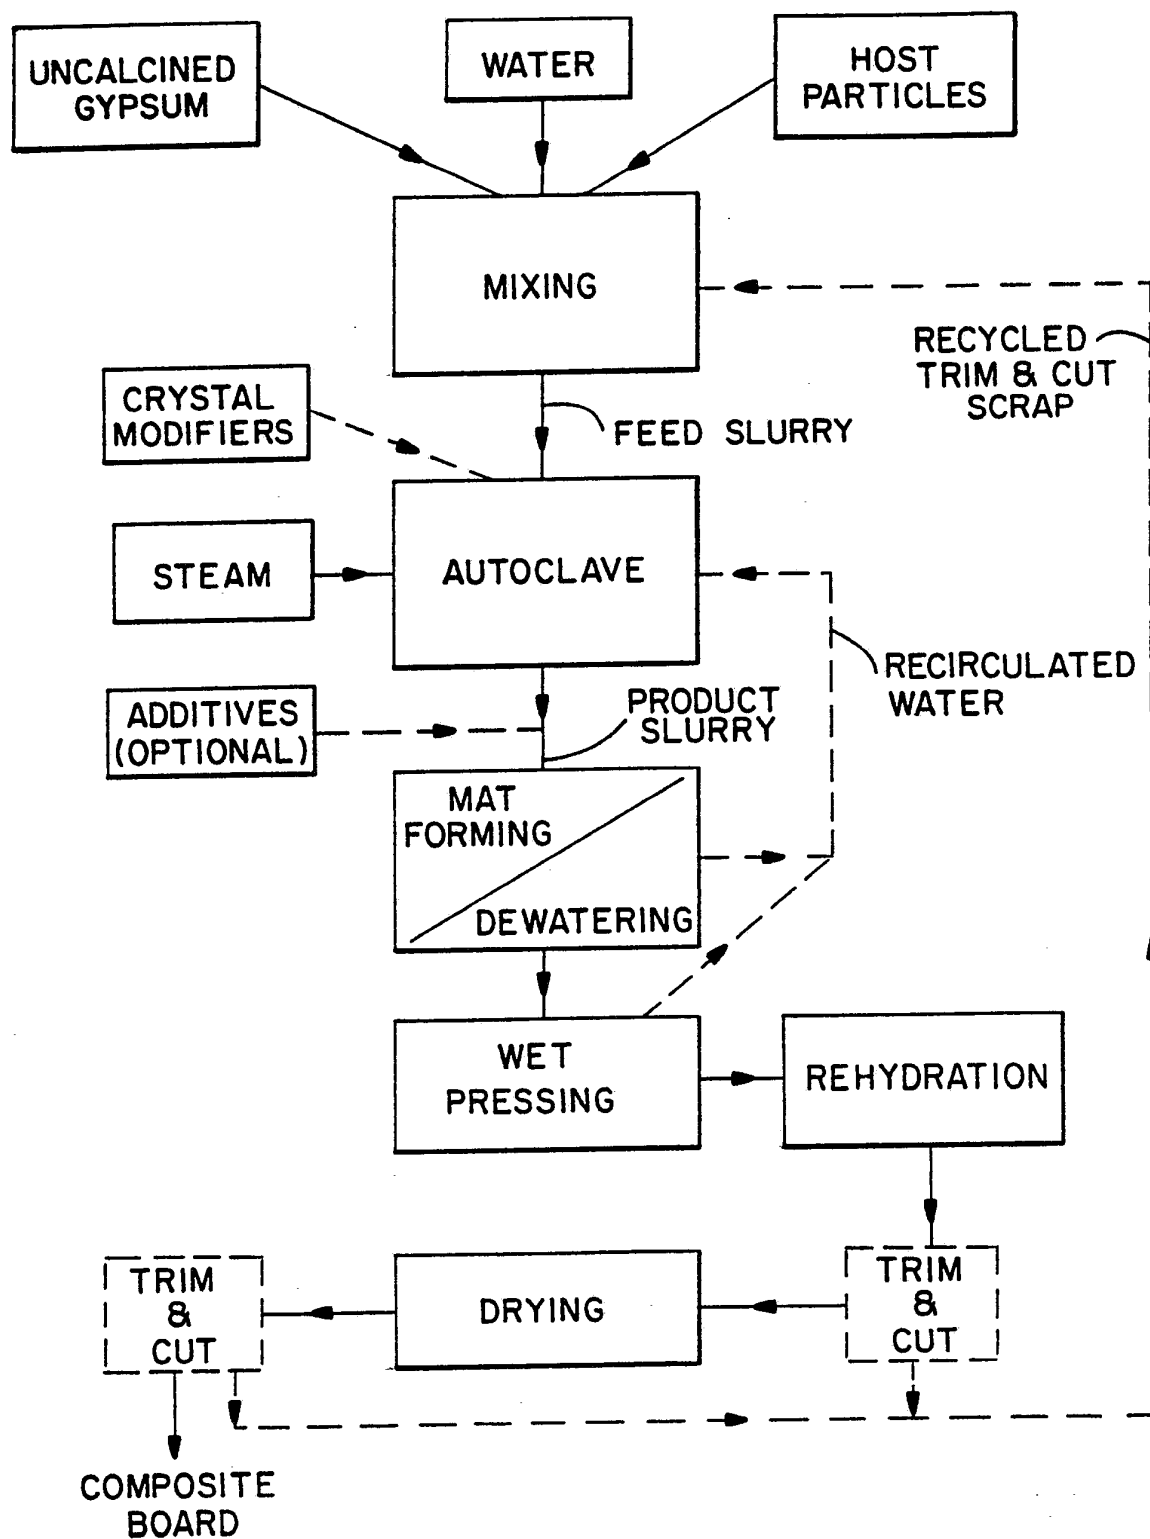 UNCALCINED
GYPSUM
WATER
HOST
PARTICLES
MIXING
RECYCLED
TRIM & CUT
SCRAP
CRYSTAL
MODIFIERS
FEED SLURRY
STEAM
AUTOCLAVE
RECIRCULATED
WATER
ADDITIVES
(OPTIONAL)
PRODUCT
SLURRY
MAT
FORMING
DEWATERING
WET
PRESSING
REHYDRATION
TRIM
&
CUT
DRYING
TRIM
&
CUT
COMPOSITE
BOARD